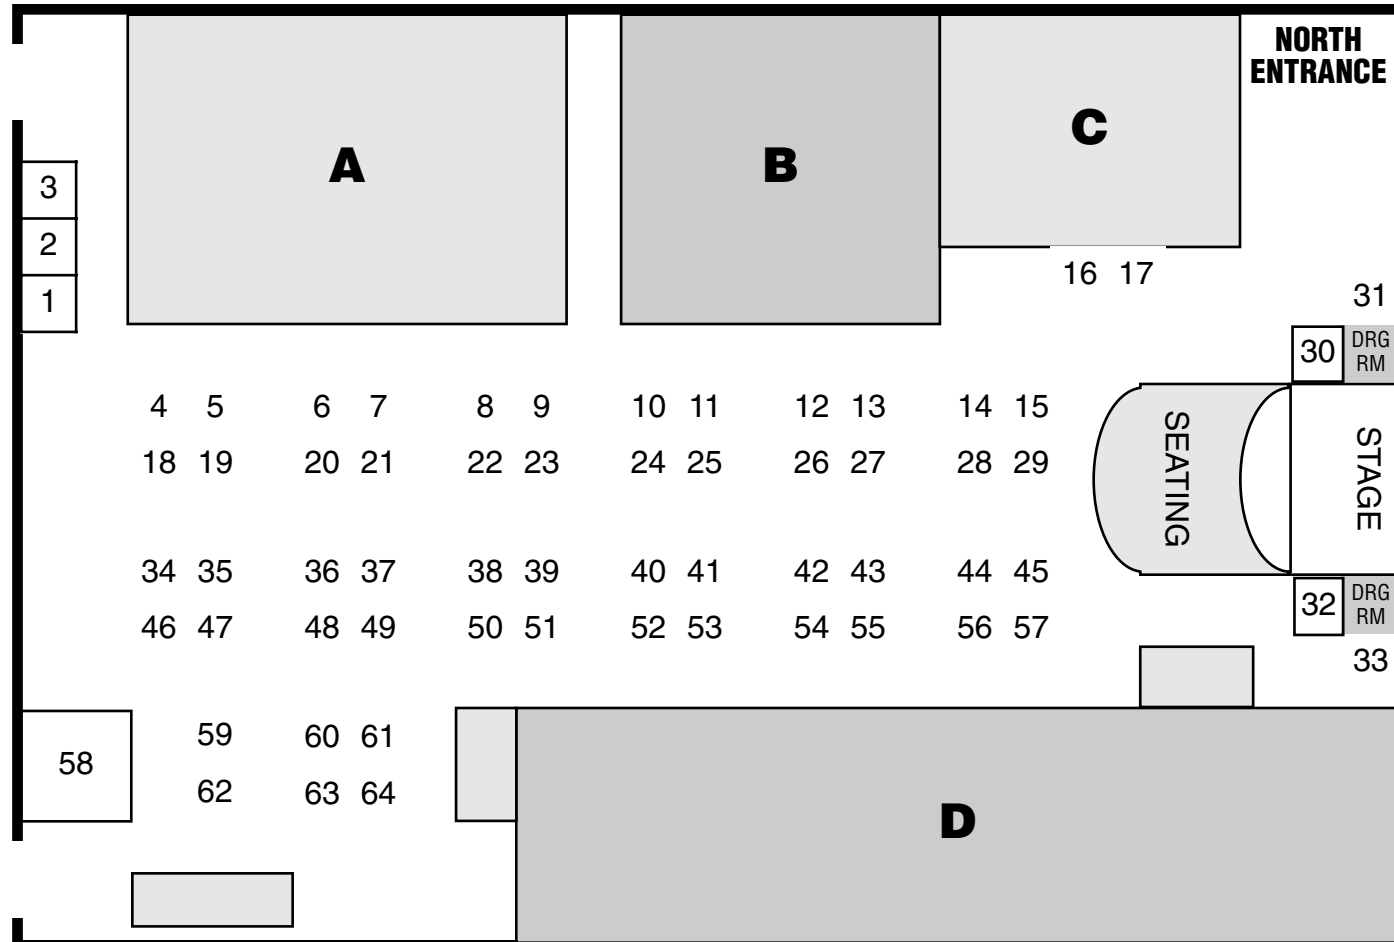 NORTH
ENTRANCE
A
B
C
3
2
1
16 17
31
30
DRG
RM
4 5 6 7 8 9 10 11 12 13 14 15
18 19 20 21 22 23 24 25 26 27 28 29
SEATING
STAGE
34 35 36 37 38 39 40 41 42 43 44 45
46 47 48 49 50 51 52 53 54 55 56 57
32
DRG
RM
33
58
59 60 61
62 63 64
D